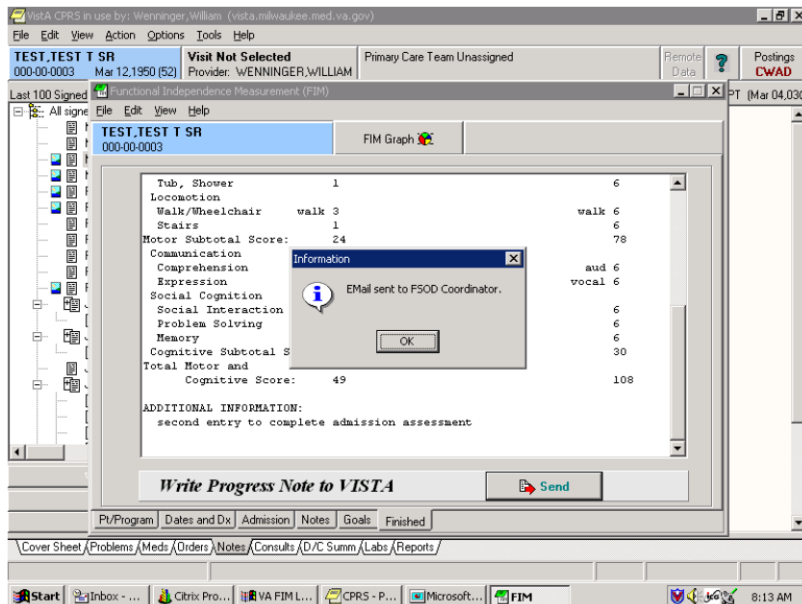 VistA CPRS in use by: Wenninger,William (vista.milwaukee.med.va.gov)
File Edit View Action Options Tools Help
TEST,TEST T SR Visit Not Selected Primary Care Team Unassigned Remote Postings
000-00-0003 Mar 12,1950 (52) Provider: WENNINGER,WILLIAM Data ? CWAD
Last 100 Signed Functional Independence Measurement (FIM) PT (Mar 04,03
All signe File Edit View Help
TEST,TEST T SR
000-00-0003 FIM Graph
Tub, Shower 1 6
Locomotion
Walk/Wheelchair walk 3 walk 6
Stairs 1 6
Motor Subtotal Score: 24 78
Communication Information
Comprehension aud 6
Expression EMail sent to FSOD Coordinator. vocal 6
Social Cognition
Social Interaction 6
Problem Solving 6
Memory OK 6
Cognitive Subtotal S 30
Total Motor and
Cognitive Score: 49 108
ADDITIONAL INFORMATION:
second entry to complete admission assessment
Write Progress Note to VISTA Send
Pt/Program Dates and Dx Admission Notes Goals Finished
Cover Sheet Problems Meds Orders Notes Consults D/C Summ Labs Reports
Start Inbox - ... Citrix Pro... VA FIM L... CPRS - P... Microsoft... FIM 8:13 AM